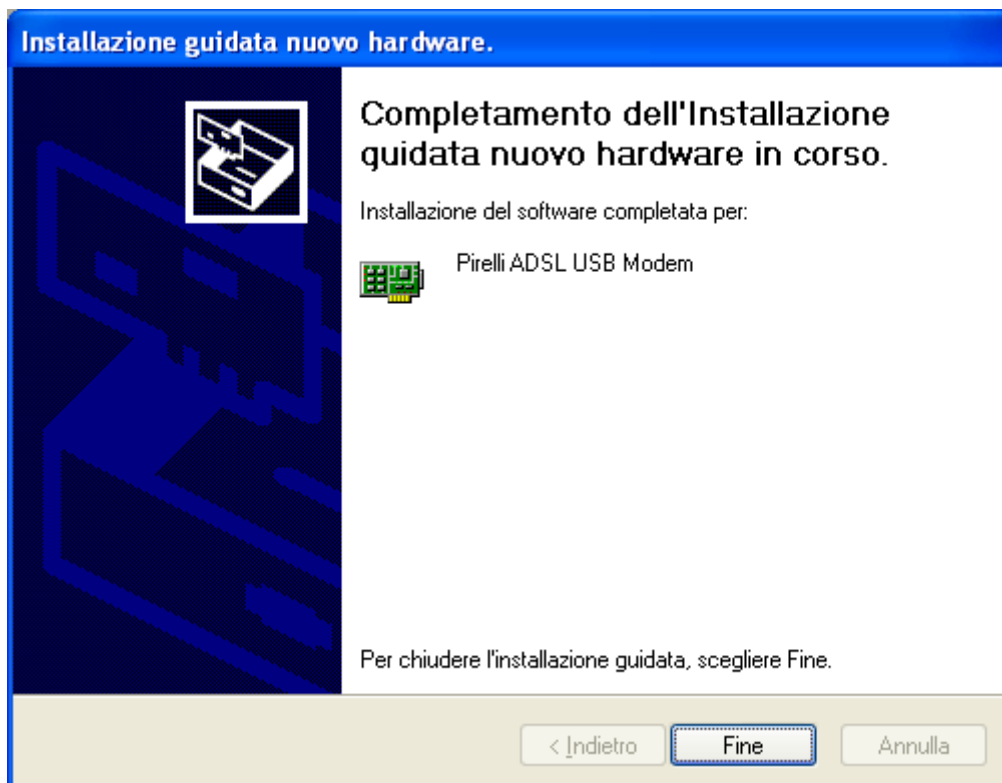 Installazione guidata nuovo hardware.
Completamento dell'Installazione
guidata nuovo hardware in corso.
Installazione del software completata per:
Pirelli ADSL USB Modem
Per chiudere l'installazione guidata, scegliere Fine.
< Indietro
Fine
Annulla